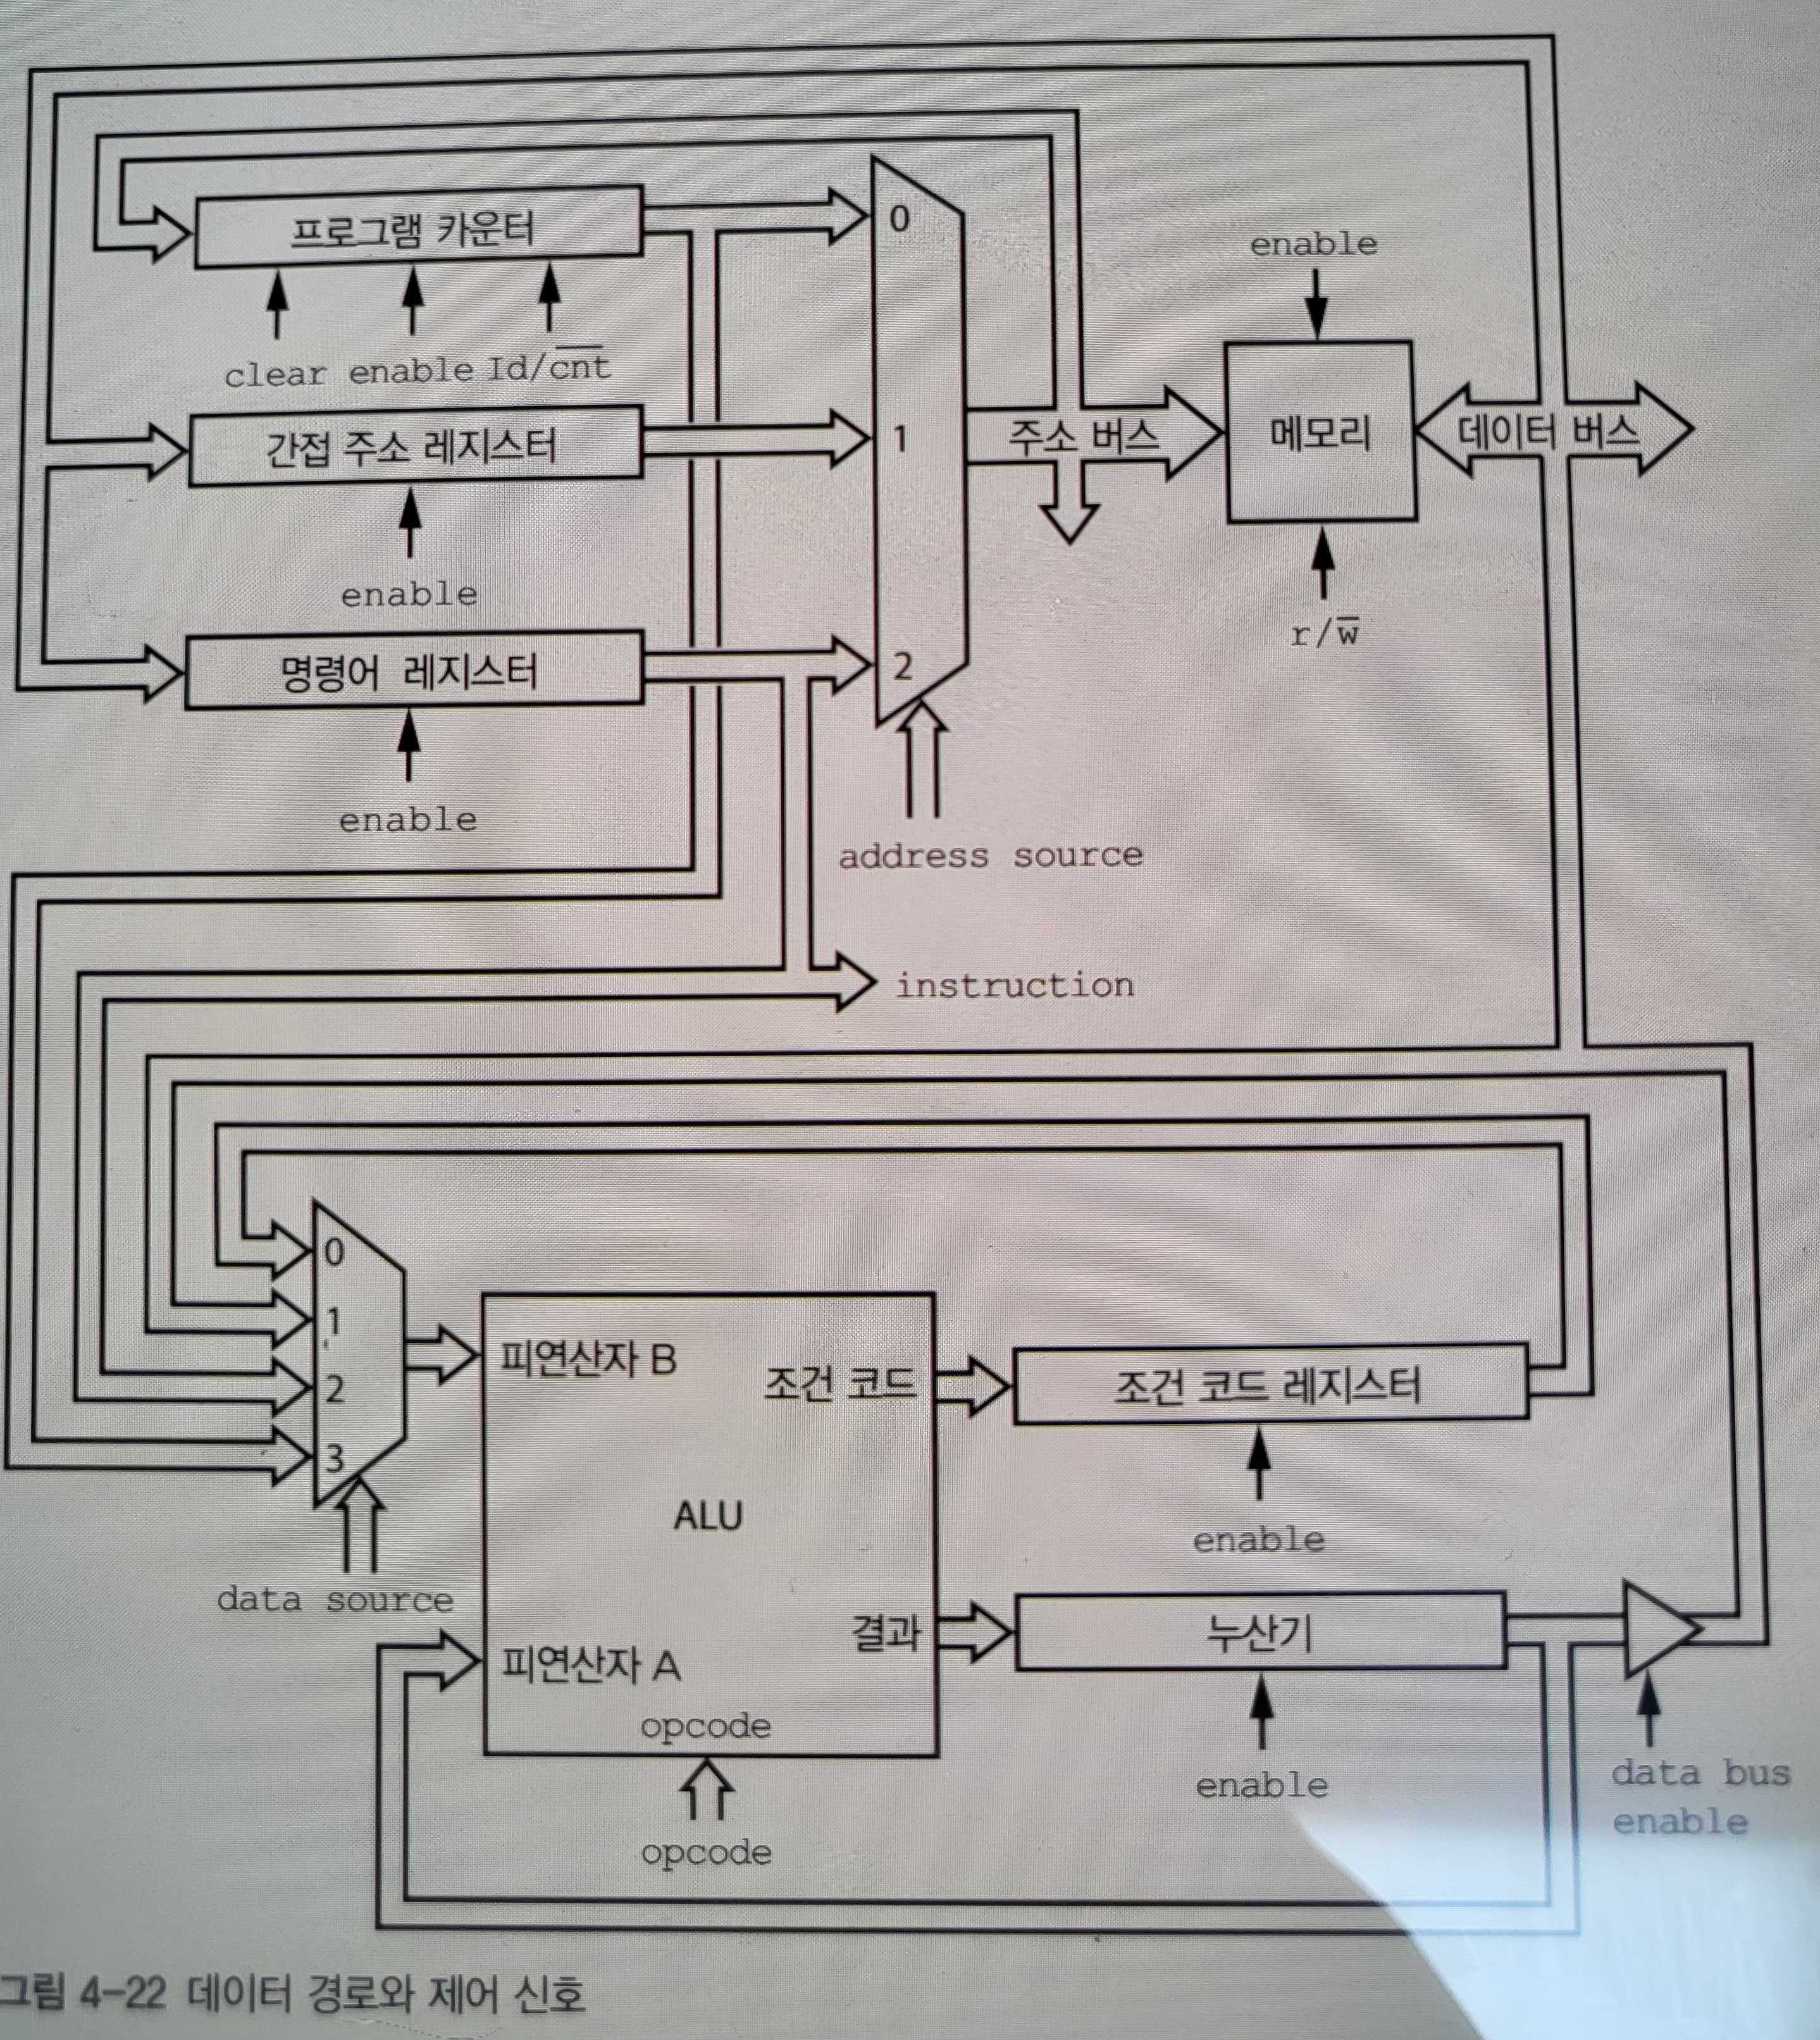 프로그램 카운터
0
clear enable Id/c̅n̅t̅
enable
간접 주소 레지스터
1
주소 버스
메모리
데이터 버스
enable
r/w̅
명령어 레지스터
2
enable
address source
instruction
0
1
2
3
data source
피연산자 B
조건 코드
조건 코드 레지스터
enable
ALU
결과
누산기
피연산자 A
opcode
enable
data bus
enable
opcode
그림 4-22 데이터 경로와 제어 신호